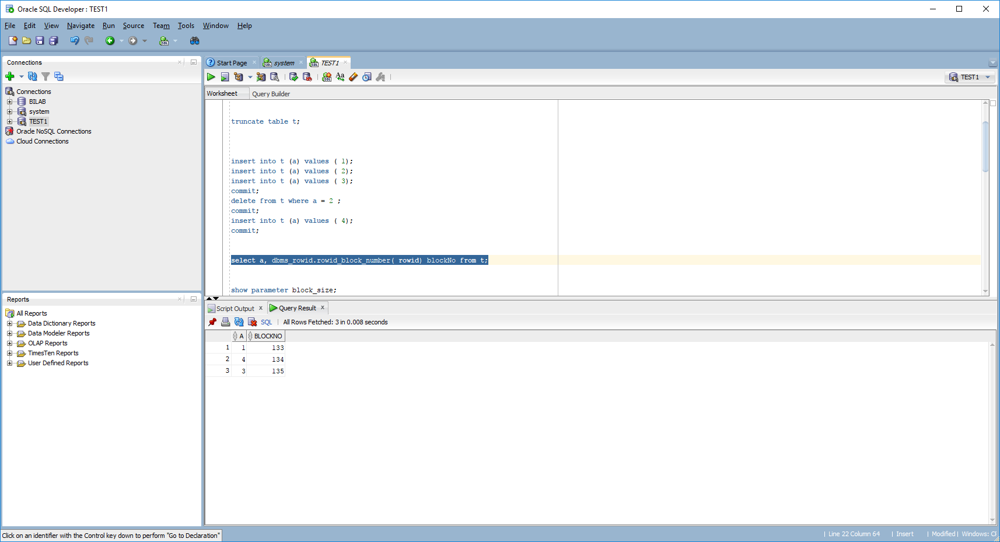 Oracle SQL Developer : TEST1
File Edit View Navigate Run Source Team Tools Window Help
Connections
Connections
BILAB
system
TEST1
Oracle NoSQL Connections
Cloud Connections
Reports
All Reports
Data Dictionary Reports
Data Modeler Reports
OLAP Reports
TimesTen Reports
User Defined Reports
Start Page system TEST1
TEST1
Worksheet Query Builder
truncate table t;
insert into t (a) values ( 1);
insert into t (a) values ( 2);
insert into t (a) values ( 3);
commit;
delete from t where a = 2 ;
commit;
insert into t (a) values ( 4);
commit;
select a, dbms_rowid.rowid_block_number( rowid) blockNo from t;
show parameter block_size;
Script Output Query Result
SQL All Rows Fetched: 3 in 0.008 seconds
A BLOCKNO
1 1 133
2 4 134
3 3 135
Click on an identifier with the Control key down to perform "Go to Declaration"
Line 22 Column 64 Insert Modified Windows: CF